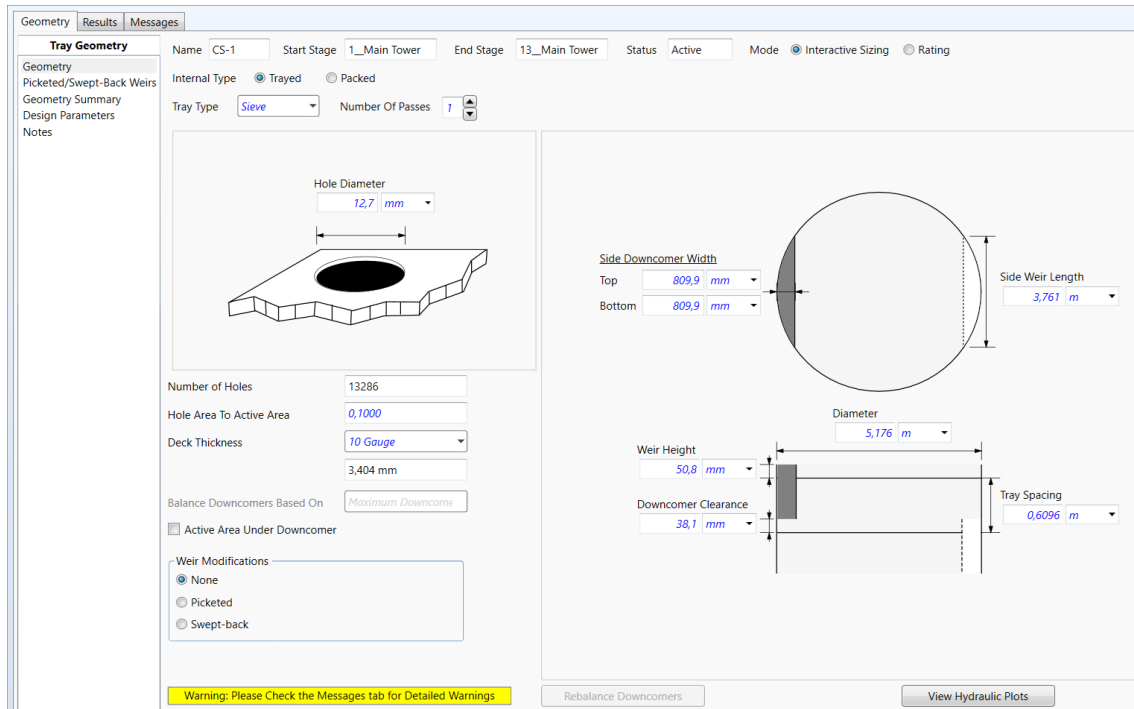 Geometry Results Messages
Tray Geometry
Geometry
Picketed/Swept-Back Weirs
Geometry Summary
Design Parameters
Notes
Name CS-1 Start Stage 1__Main Tower End Stage 13__Main Tower Status Active Mode Interactive Sizing Rating
Internal Type Trayed Packed
Tray Type Sieve Number Of Passes 1
Hole Diameter
12,7 mm
Number of Holes 13286
Hole Area To Active Area 0,1000
Deck Thickness 10 Gauge
3,404 mm
Balance Downcomers Based On Maximum Downcome
Active Area Under Downcomer
Weir Modifications
None
Picketed
Swept-back
Warning: Please Check the Messages tab for Detailed Warnings
Side Downcomer Width
Top 809,9 mm
Bottom 809,9 mm
Side Weir Length
3,761 m
Diameter
5,176 m
Weir Height
50,8 mm
Downcomer Clearance
38,1 mm
Tray Spacing
0,6096 m
Rebalance Downcomers View Hydraulic Plots